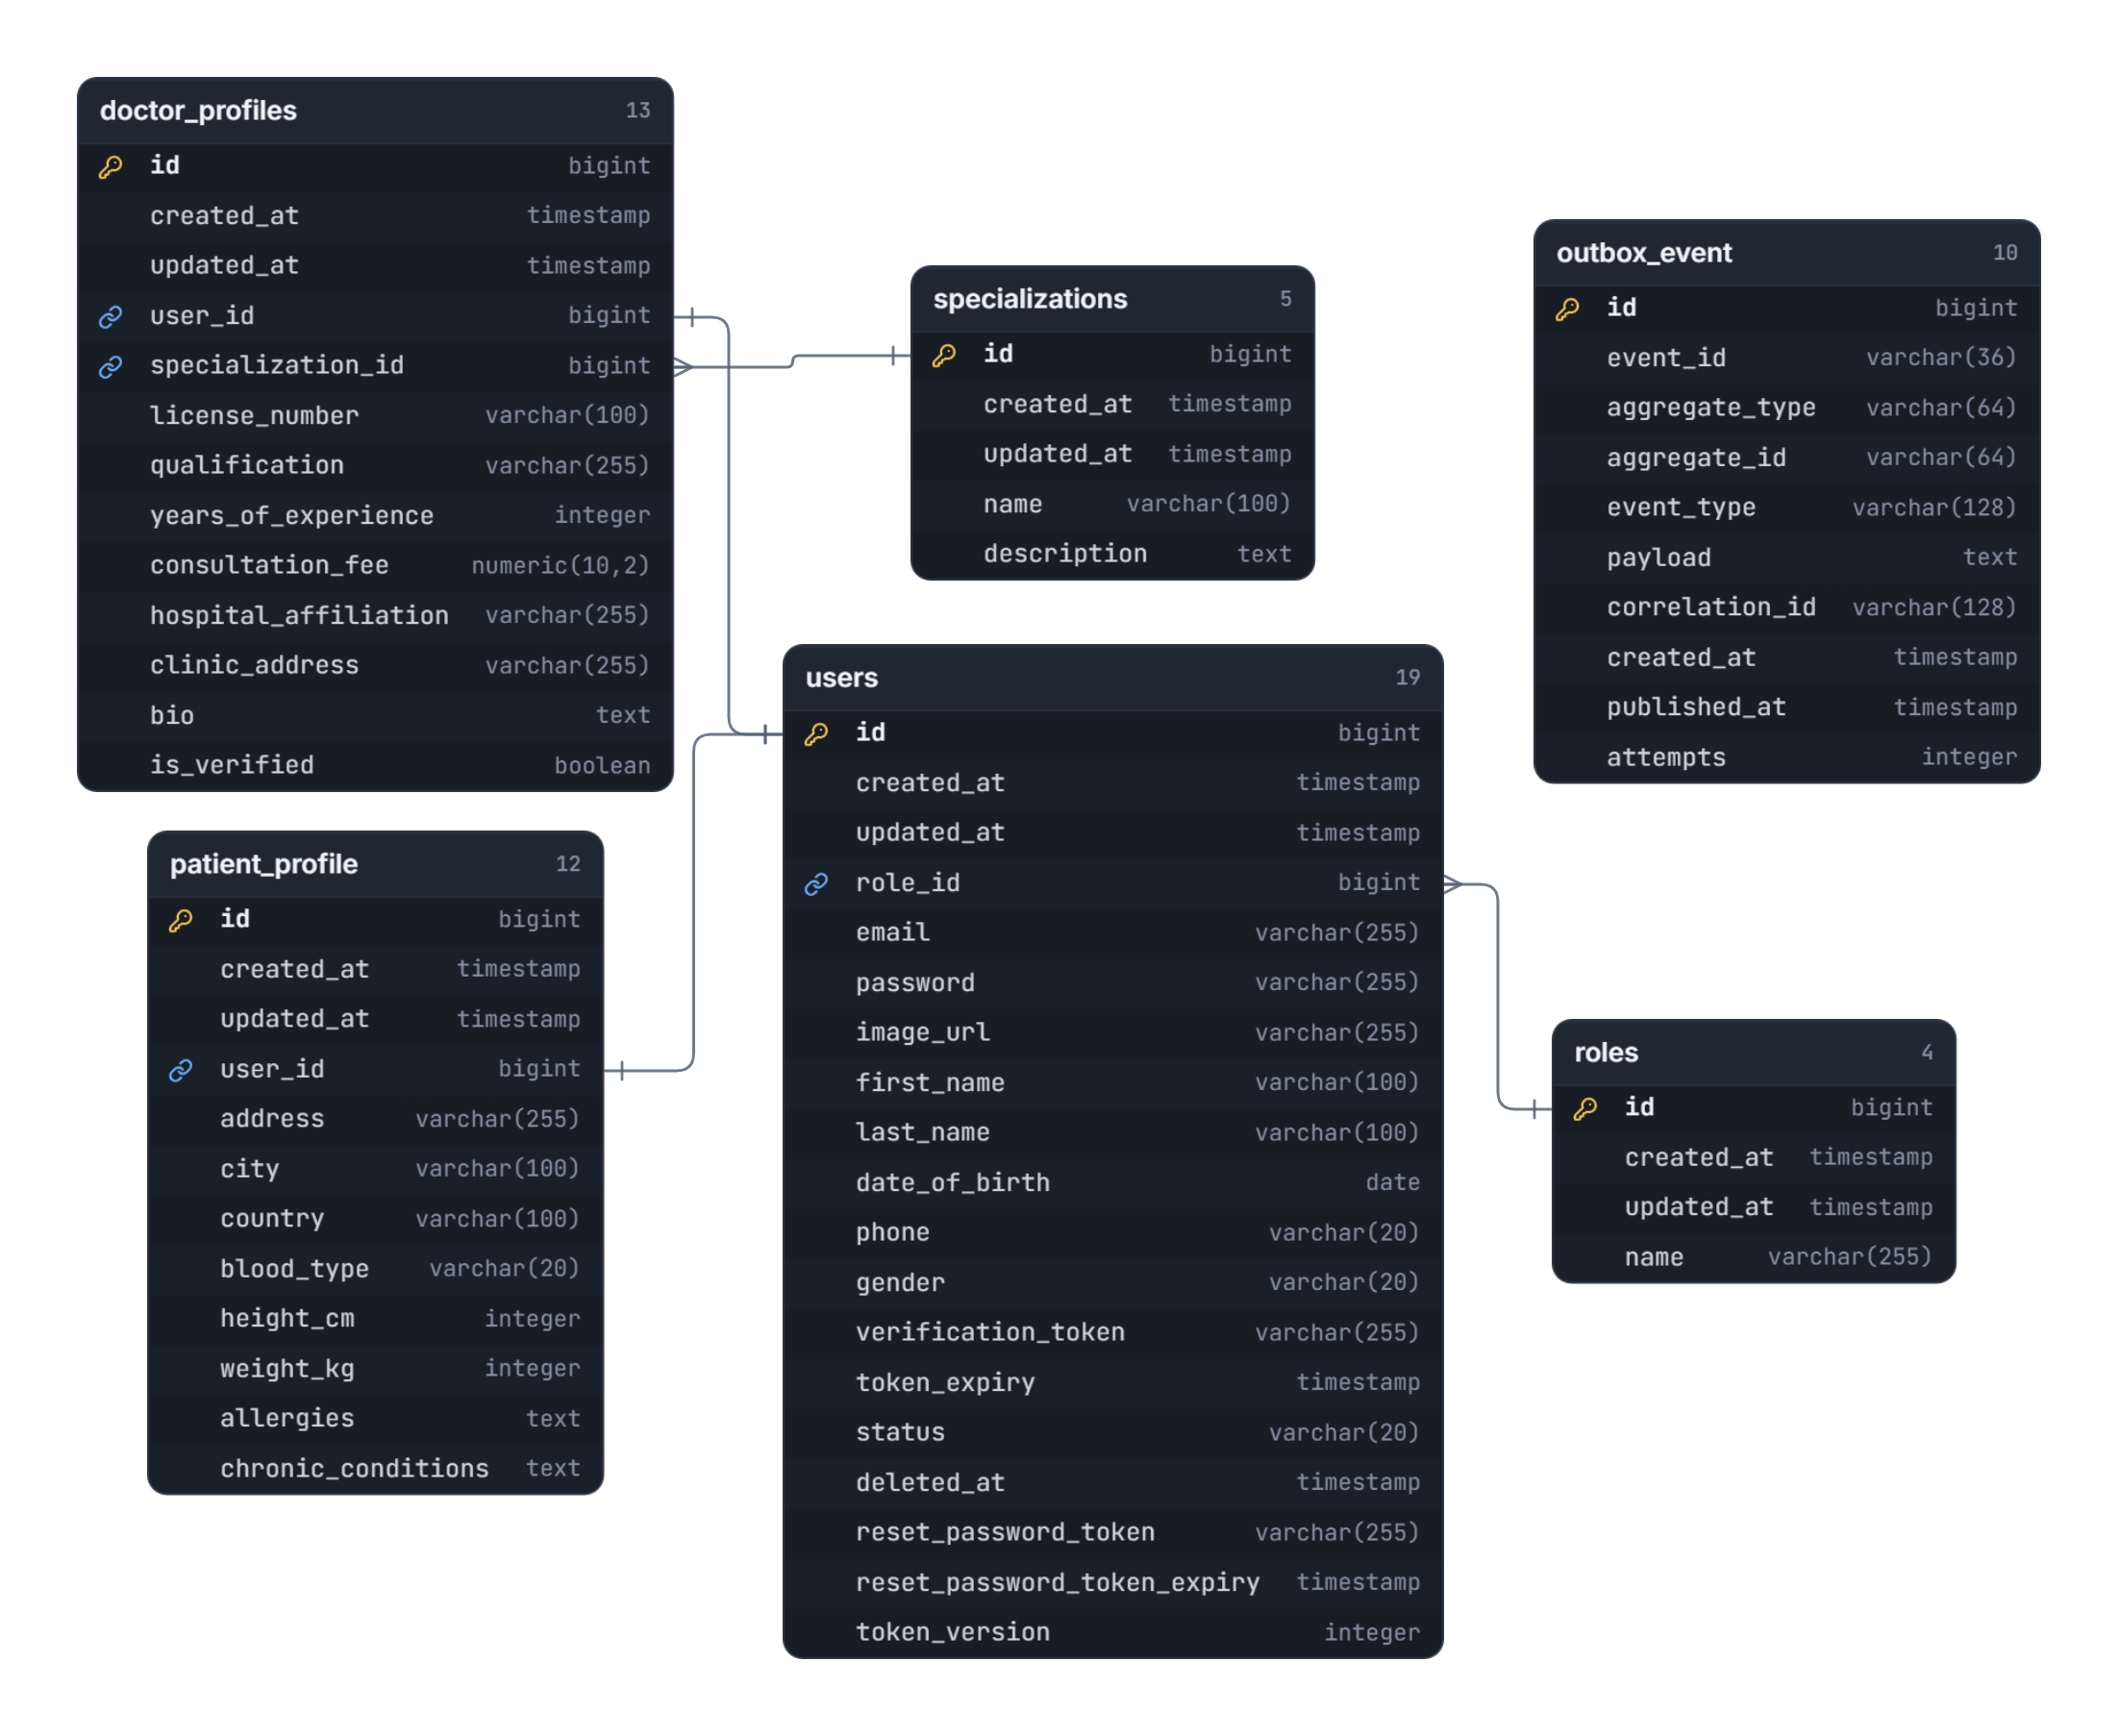 doctor_profiles 13
id bigint
created_at timestamp
updated_at timestamp
user_id bigint
specialization_id bigint
license_number varchar(100)
qualification varchar(255)
years_of_experience integer
consultation_fee numeric(10,2)
hospital_affiliation varchar(255)
clinic_address varchar(255)
bio text
is_verified boolean
specializations 5
id bigint
created_at timestamp
updated_at timestamp
name varchar(100)
description text
outbox_event 10
id bigint
event_id varchar(36)
aggregate_type varchar(64)
aggregate_id varchar(64)
event_type varchar(128)
payload text
correlation_id varchar(128)
created_at timestamp
published_at timestamp
attempts integer
users 19
id bigint
created_at timestamp
updated_at timestamp
role_id bigint
email varchar(255)
password varchar(255)
image_url varchar(255)
first_name varchar(100)
last_name varchar(100)
date_of_birth date
phone varchar(20)
gender varchar(20)
verification_token varchar(255)
token_expiry timestamp
status varchar(20)
deleted_at timestamp
reset_password_token varchar(255)
reset_password_token_expiry timestamp
token_version integer
patient_profile 12
id bigint
created_at timestamp
updated_at timestamp
user_id bigint
address varchar(255)
city varchar(100)
country varchar(100)
blood_type varchar(20)
height_cm integer
weight_kg integer
allergies text
chronic_conditions text
roles 4
id bigint
created_at timestamp
updated_at timestamp
name varchar(255)